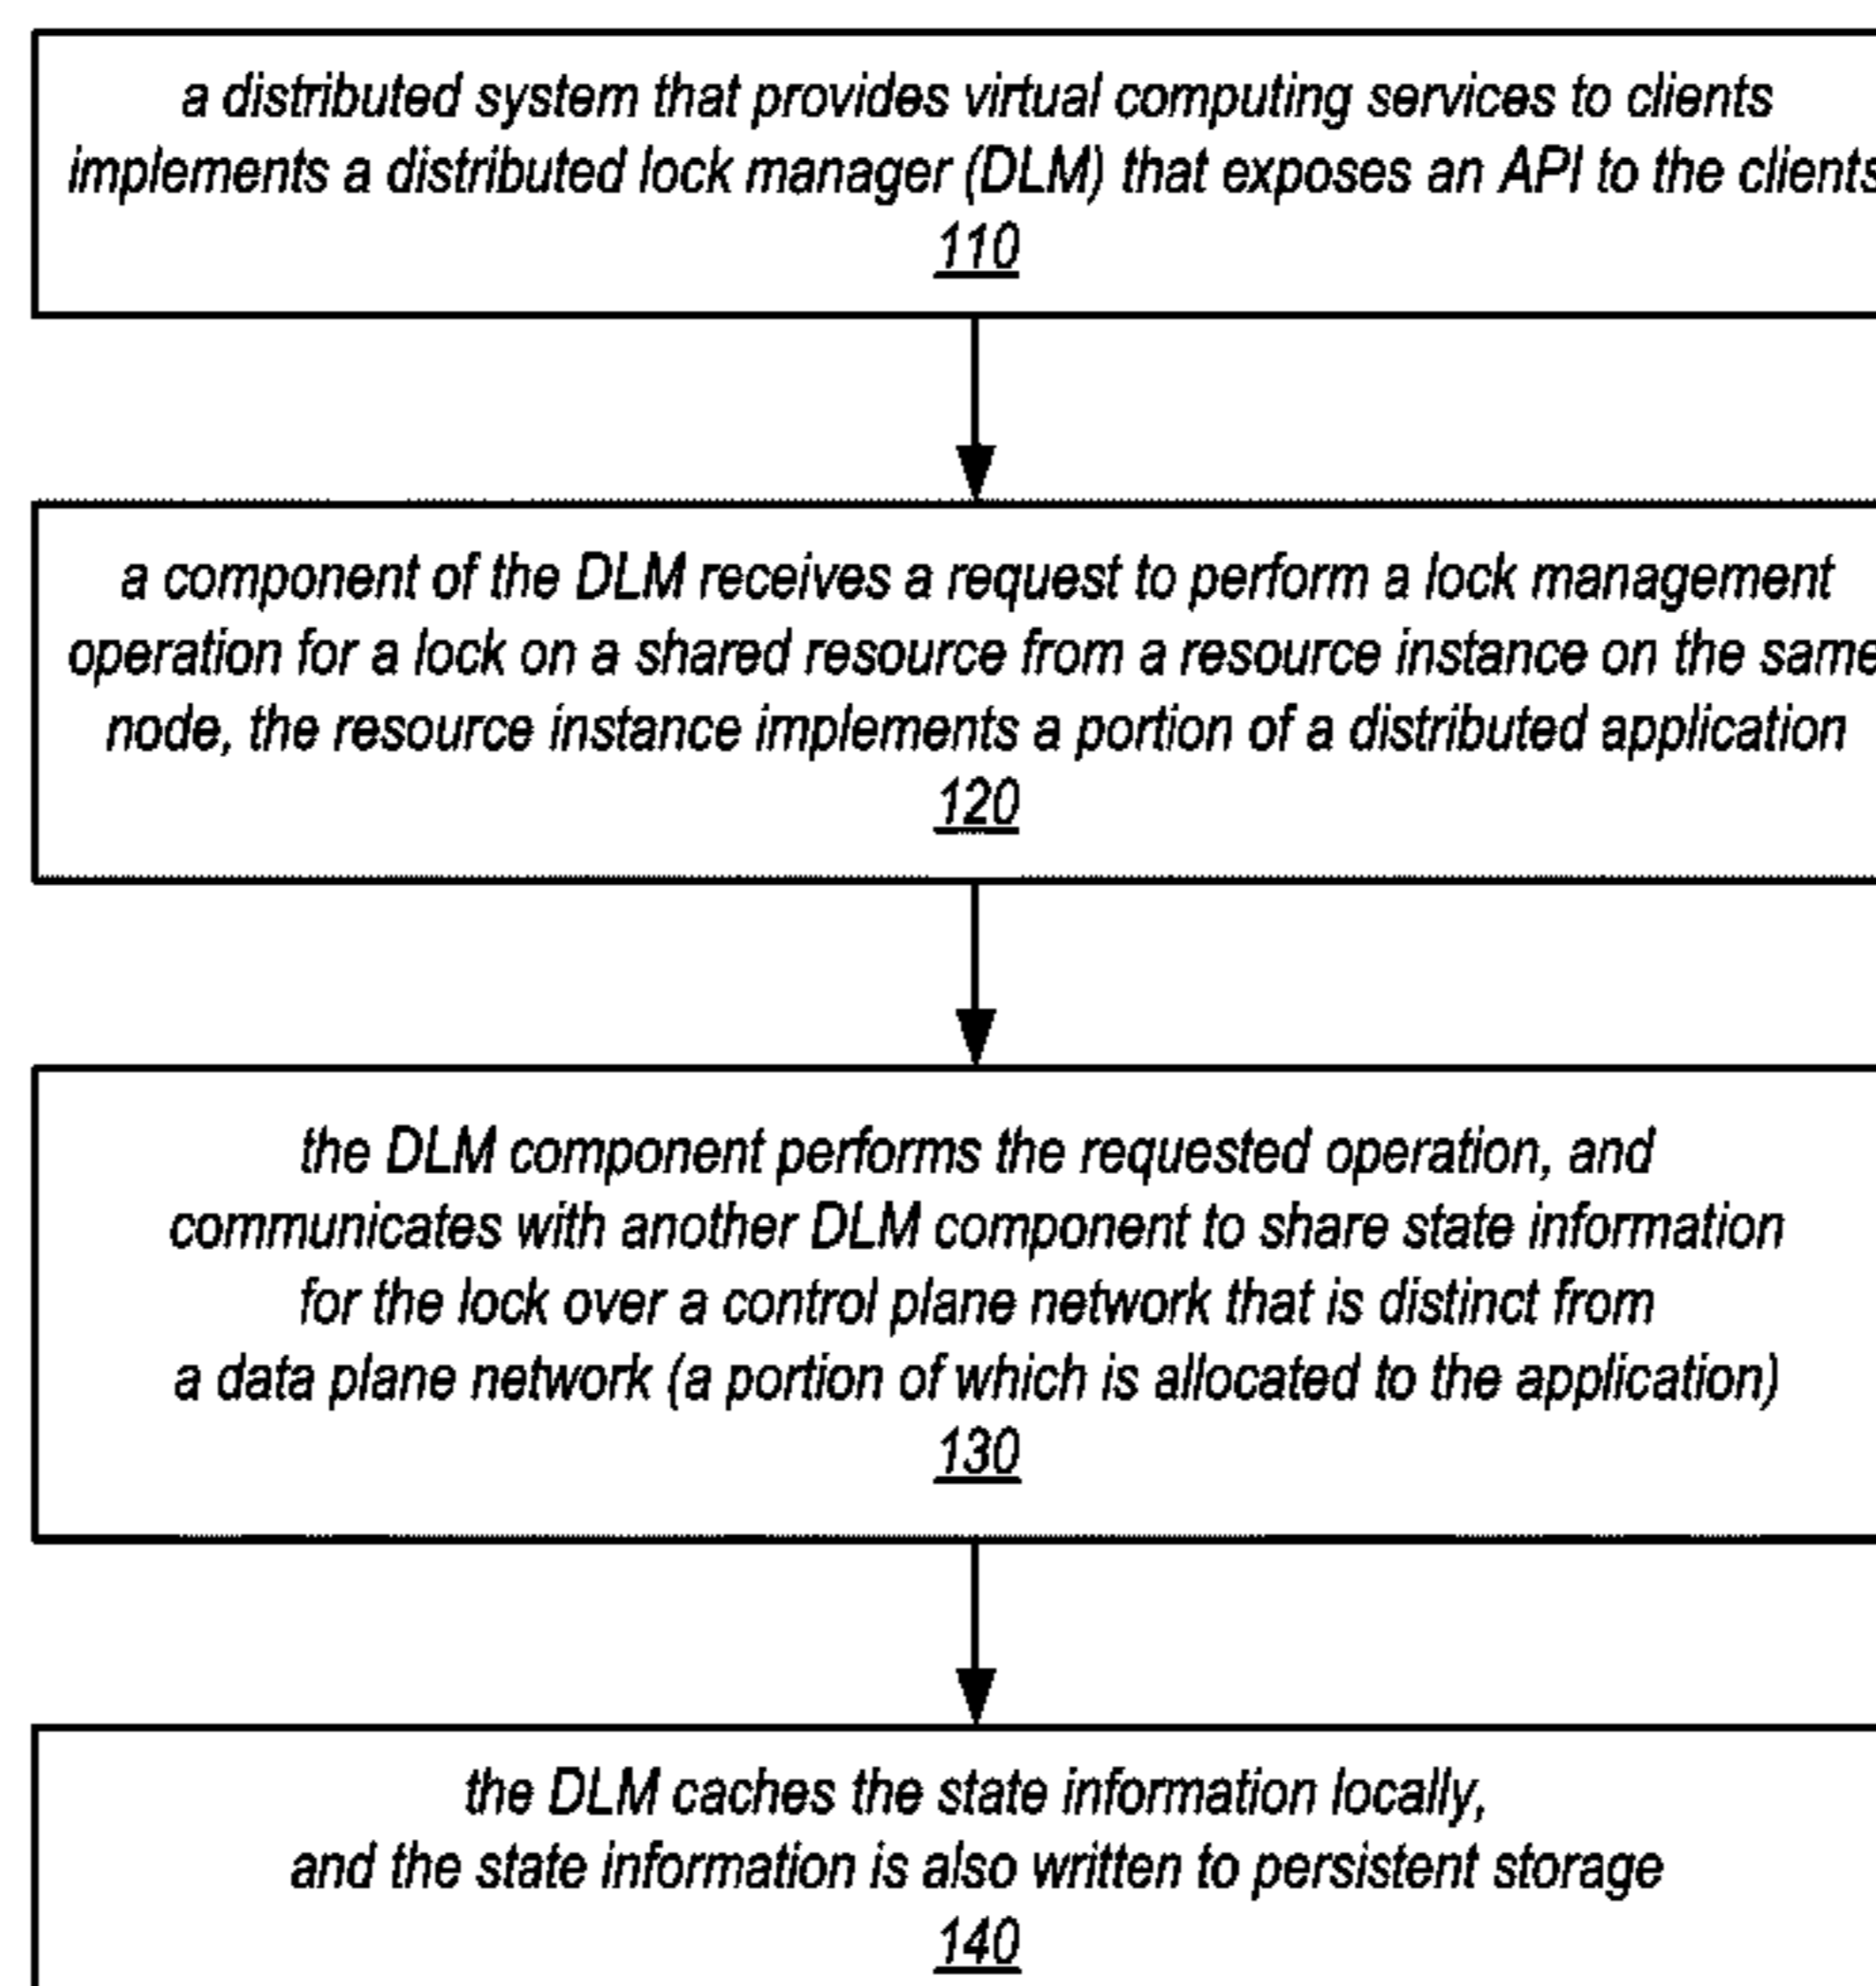 a distributed system that provides virtual computing services to clients
implements a distributed lock manager (DLM) that exposes an API to the clients
110
a component of the DLM receives a request to perform a lock management
operation for a lock on a shared resource from a resource instance on the same
node, the resource instance implements a portion of a distributed application
120
the DLM component performs the requested operation, and
communicates with another DLM component to share state information
for the lock over a control plane network that is distinct from
a data plane network (a portion of which is allocated to the application)
130
the DLM caches the state information locally,
and the state information is also written to persistent storage
140